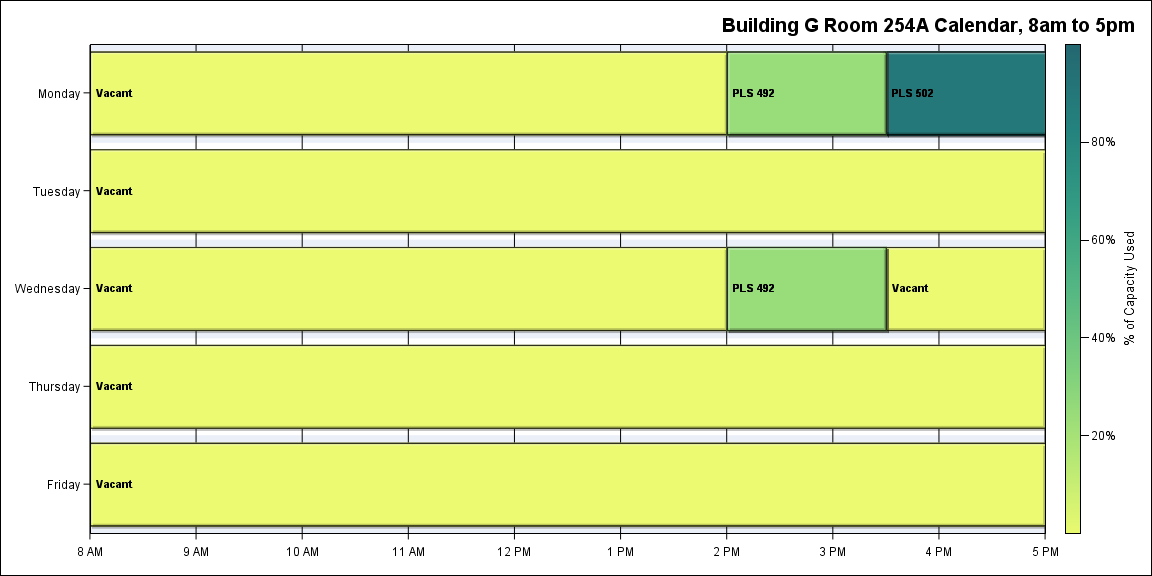 Building G Room 254A Calendar, 8am to 5pm
Monday
Vacant
PLS 492
PLS 502
Tuesday
Vacant
Wednesday
Vacant
PLS 492
Vacant
Thursday
Vacant
Friday
Vacant
8 AM
9 AM
10 AM
11 AM
12 PM
1 PM
2 PM
3 PM
4 PM
5 PM
80%
60%
40%
20%
% of Capacity Used